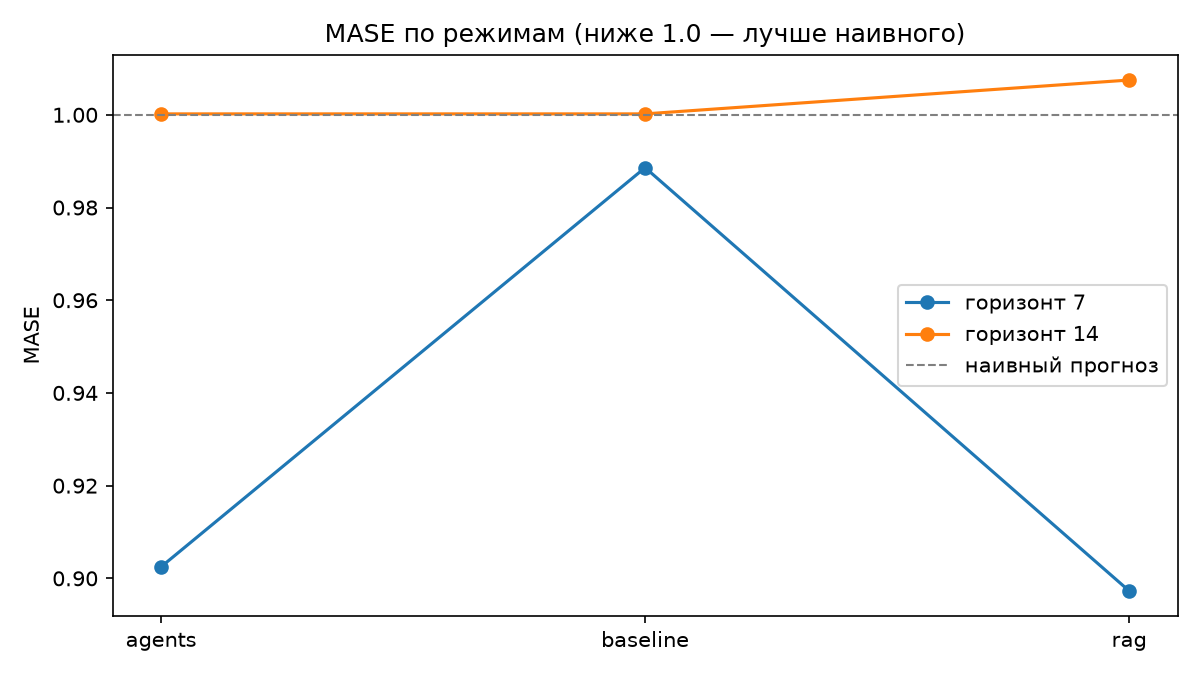 MASE по режимам (ниже 1.0 — лучше наивного)
MASE
1.00
0.98
0.96
0.94
0.92
0.90
горизонт 7
горизонт 14
наивный прогноз
agents
baseline
rag